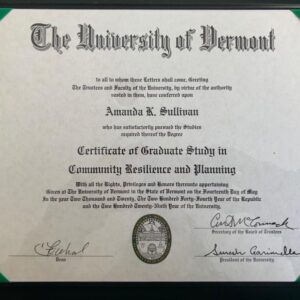 The University of Vermont
to all to whom these Letters shall come, Greeting
The Trustees and Faculty of the University, by virtue of the authority
vested in them, have conferred upon
Amanda K. Sullivan
who has satisfactorily pursued the Studies
required thereof the Degree
Certificate of Graduate Study in
Community Resilience and Planning
With all the Rights, Privileges and Honors thereunto appertaining
Given at The University of Vermont in the State of Vermont on the Fourteenth Day of May
In the year Two Thousand and Twenty, The Two Hundred Forty-Fourth Year of the Republic
and the Two Hundred Twenty-Ninth Year of the University.
Secretary of the Board of Trustees
Dean
Suresh Garimella
President of the University